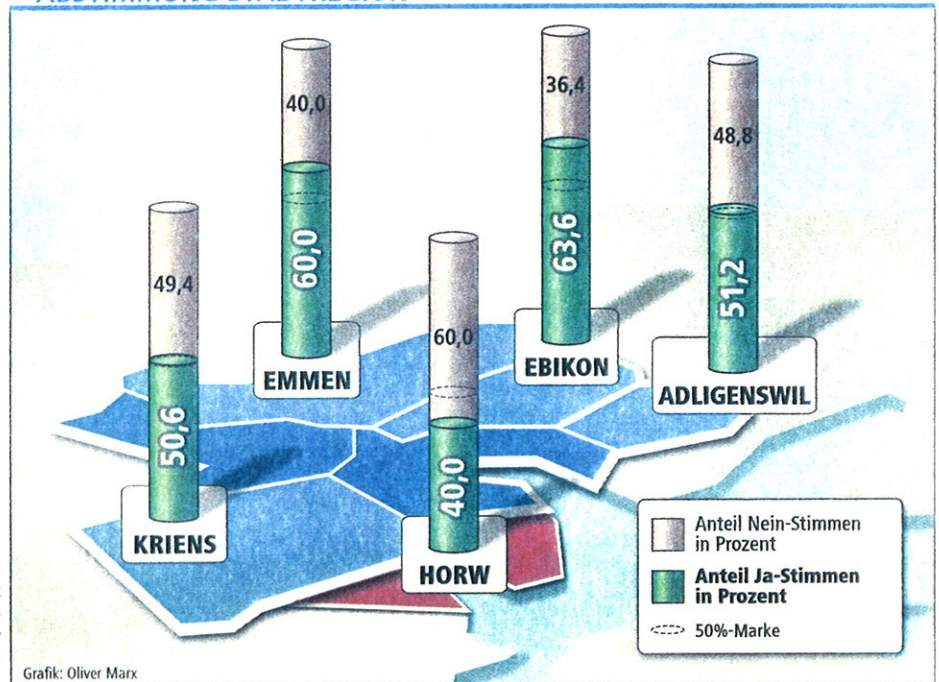 40,0
60,0
EMMEN
36,4
63,6
EBIKON
48,8
51,2
ADLIGENSWIL
49,4
50,6
KRIENS
60,0
40,0
HORW
Anteil Nein-Stimmen
in Prozent
Anteil Ja-Stimmen
in Prozent
50%-Marke
Grafik: Oliver Marx